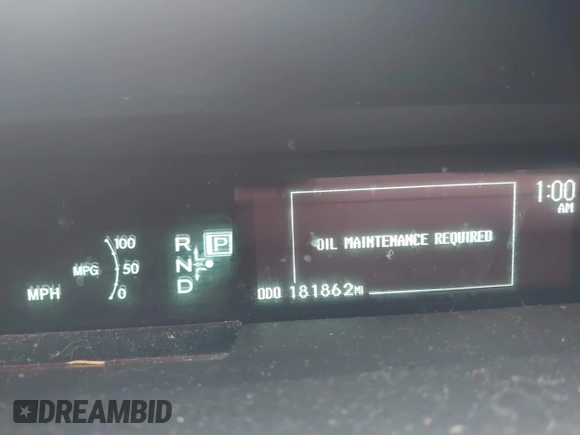 1:00
AM
OIL MAINTENANCE REQUIRED
ODO 181862 MI
100
MPG 50
0
MPH
R P
N
D
DREAMBID